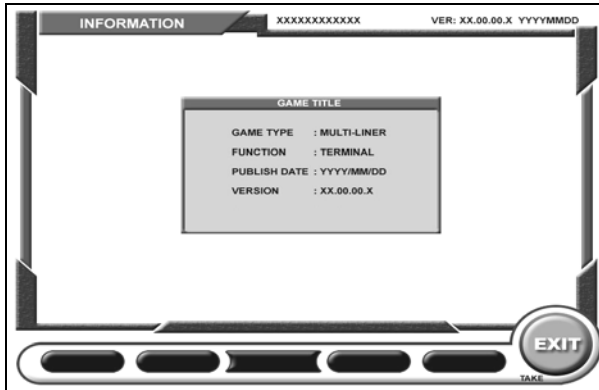 INFORMATION XXXXXXXXXXXX VER: XX.00.00.X YYYYMMDD
GAME TITLE
GAME TYPE : MULTI-LINER
FUNCTION : TERMINAL
PUBLISH DATE : YYYY/MM/DD
VERSION : XX.00.00.X
EXIT
TAKE